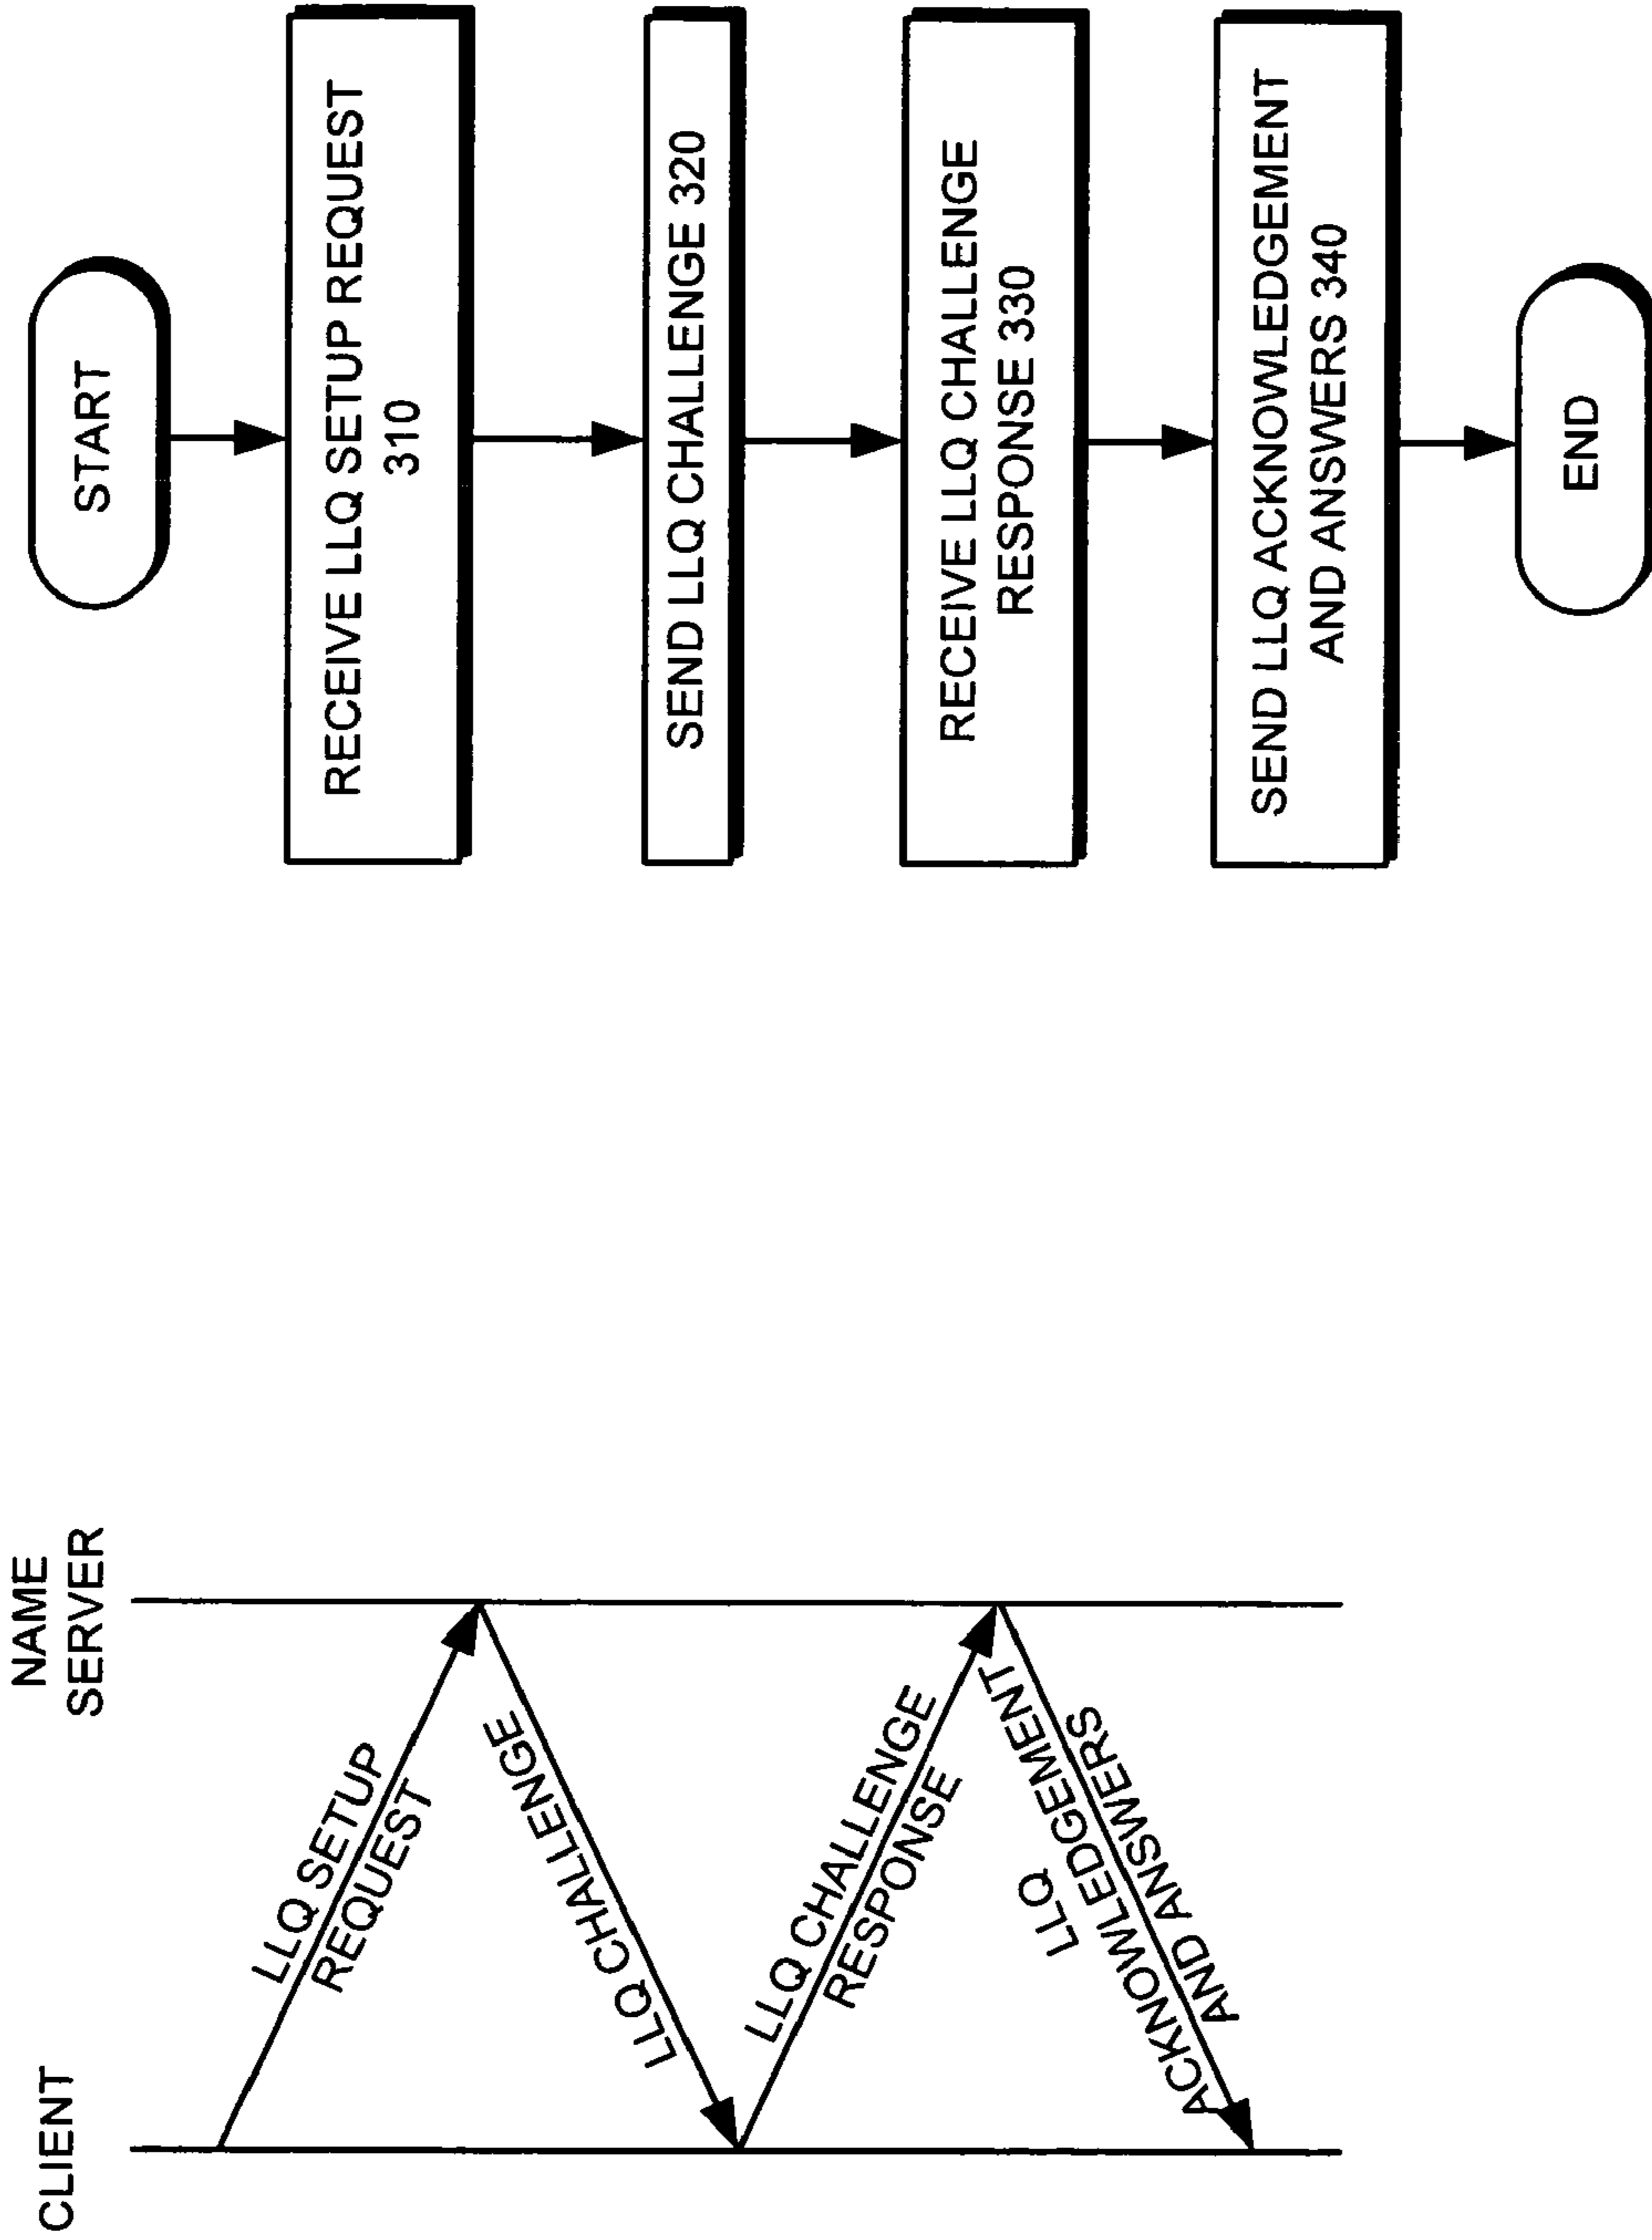 CLIENT
NAME
SERVER
LLQ SETUP
REQUEST
LLQ CHALLENGE
LLQ CHALLENGE
RESPONSE
LLQ
ACKNOWLEDGEMENT
AND ANSWERS
START
RECEIVE LLQ SETUP REQUEST
310
SEND LLQ CHALLENGE 320
RECEIVE LLQ CHALLENGE
RESPONSE 330
SEND LLQ ACKNOWLEDGEMENT
AND ANSWERS 340
END